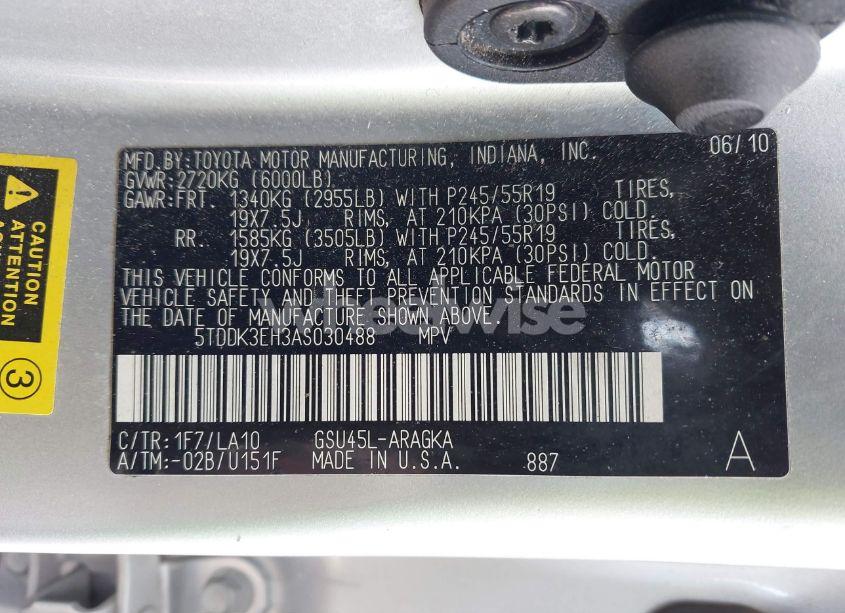 MFD.BY:TOYOTA MOTOR MANUFACTURING, INDIANA, INC. 06/10
GVWR:2720KG (6000LB)
GAWR:FRT. 1340KG (2955LB) WITH P245/55R19 TIRES,
19X7.5J RIMS, AT 210KPA (30PSI) COLD.
RR. 1585KG (3505LB) WITH P245/55R19 TIRES,
19X7.5J RIMS, AT 210KPA (30PSI) COLD.
THIS VEHICLE CONFORMS TO ALL APPLICABLE FEDERAL MOTOR
VEHICLE SAFETY AND THEFT PREVENTION STANDARDS IN EFFECT ON
THE DATE OF MANUFACTURE SHOWN ABOVE.
5TDDK3EH3AS030488 MPV
C/TR:1F7/LA10 GSU45L-ARAGKA
A/TM:-02B/U151F MADE IN U.S.A. 887 A
CAUTION
ATTENTION
3